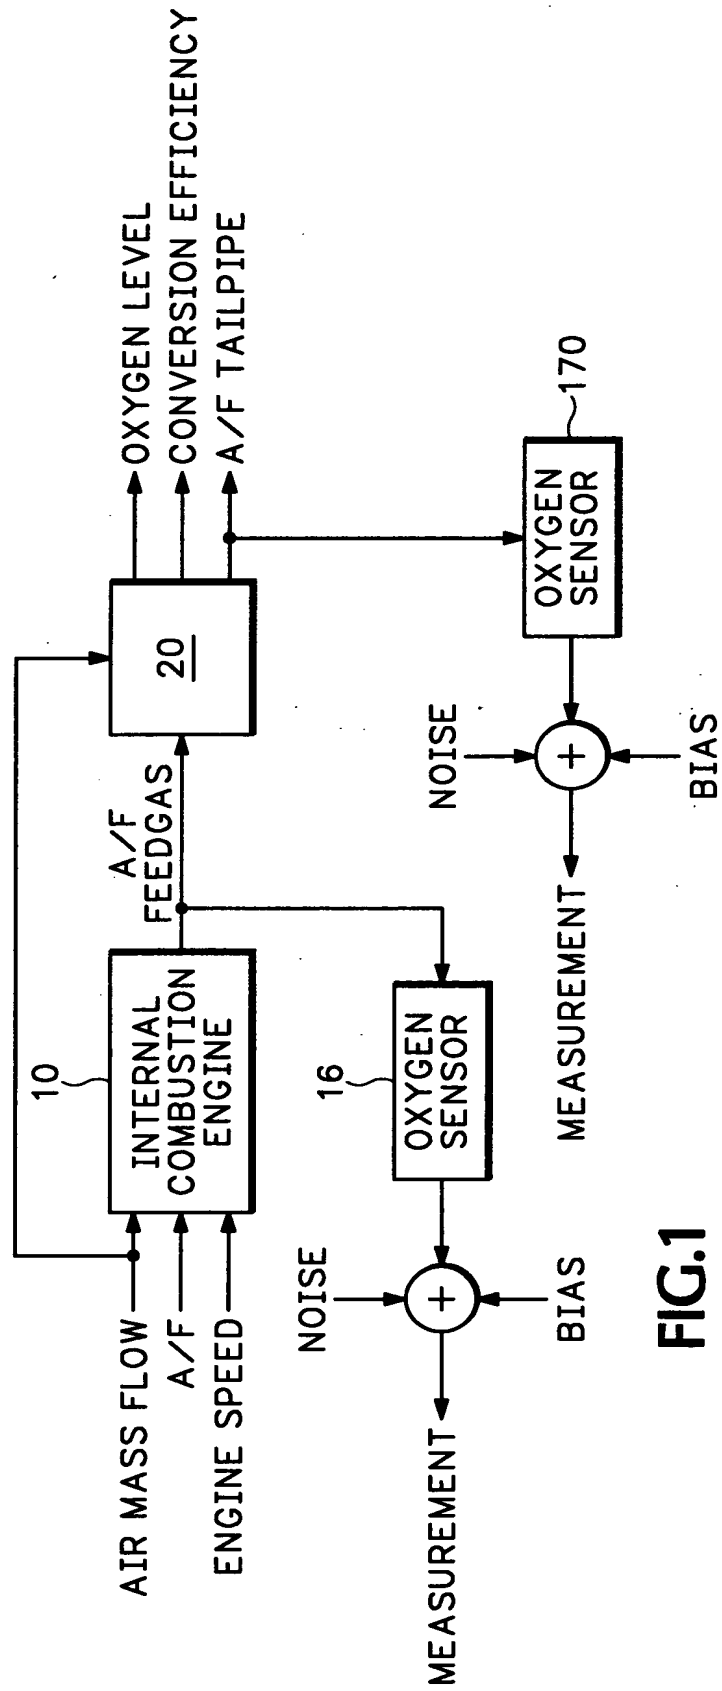 AIR MASS FLOW
A/F
ENGINE SPEED
10
INTERNAL
COMBUSTION
ENGINE
A/F
FEEDGAS
20
OXYGEN LEVEL
CONVERSION EFFICIENCY
A/F TAILPIPE
16
OXYGEN
SENSOR
NOISE
+
BIAS
MEASUREMENT
170
OXYGEN
SENSOR
NOISE
+
BIAS
MEASUREMENT
FIG.1